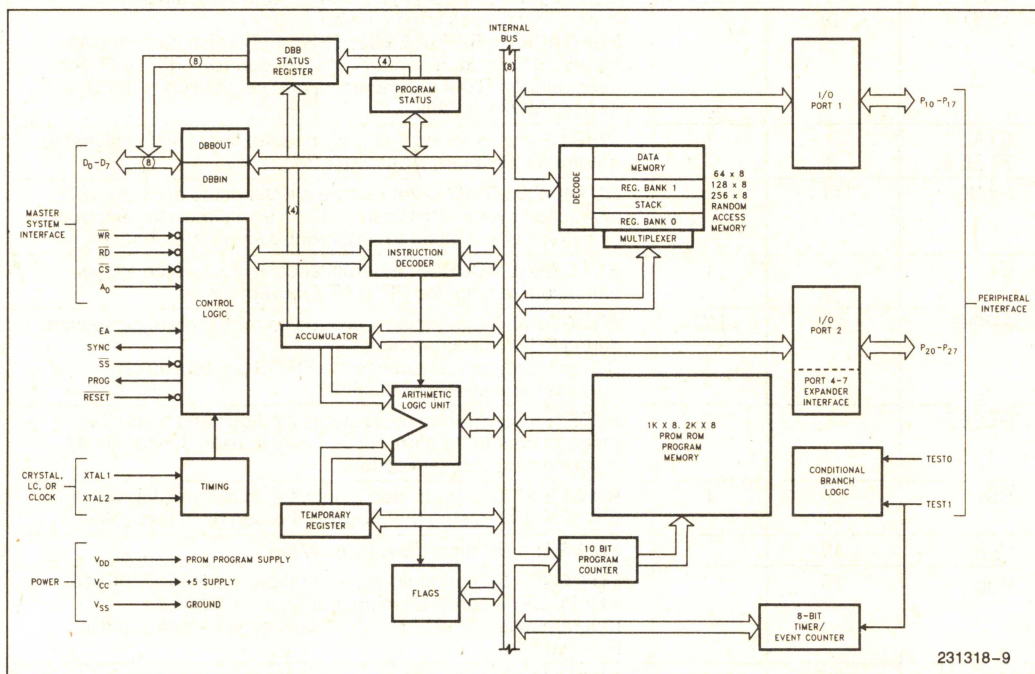 INTERNAL
BUS
(8)
DBB
STATUS
REGISTER
(8)
(4)
PROGRAM
STATUS
I/O
PORT 1
P10–P17
DBBOUT
DBBIN
D0–D7
(8)
DECODE
DATA
MEMORY
REG. BANK 1
STACK
REG. BANK 0
MULTIPLEXER
64 x 8
128 x 8
256 x 8
RANDOM
ACCESS
MEMORY
MASTER
SYSTEM
INTERFACE
(4)
WR
RD
CS
A0
CONTROL
LOGIC
INSTRUCTION
DECODER
PERIPHERAL
INTERFACE
EA
SYNC
SS
PROG
RESET
ACCUMULATOR
I/O
PORT 2
P20–P27
PORT 4-7
EXPANDER
INTERFACE
ARITHMETIC
LOGIC UNIT
1K X 8. 2K x 8
PROM ROM
PROGRAM
MEMORY
CRYSTAL,
LC, OR
CLOCK
XTAL1
XTAL2
TIMING
TEMPORARY
REGISTER
CONDITIONAL
BRANCH
LOGIC
TEST0
TEST1
10 BIT
PROGRAM
COUNTER
POWER
VDD PROM PROGRAM SUPPLY
VCC +5 SUPPLY
VSS GROUND
FLAGS
8-BIT
TIMER/
EVENT COUNTER
231318–9